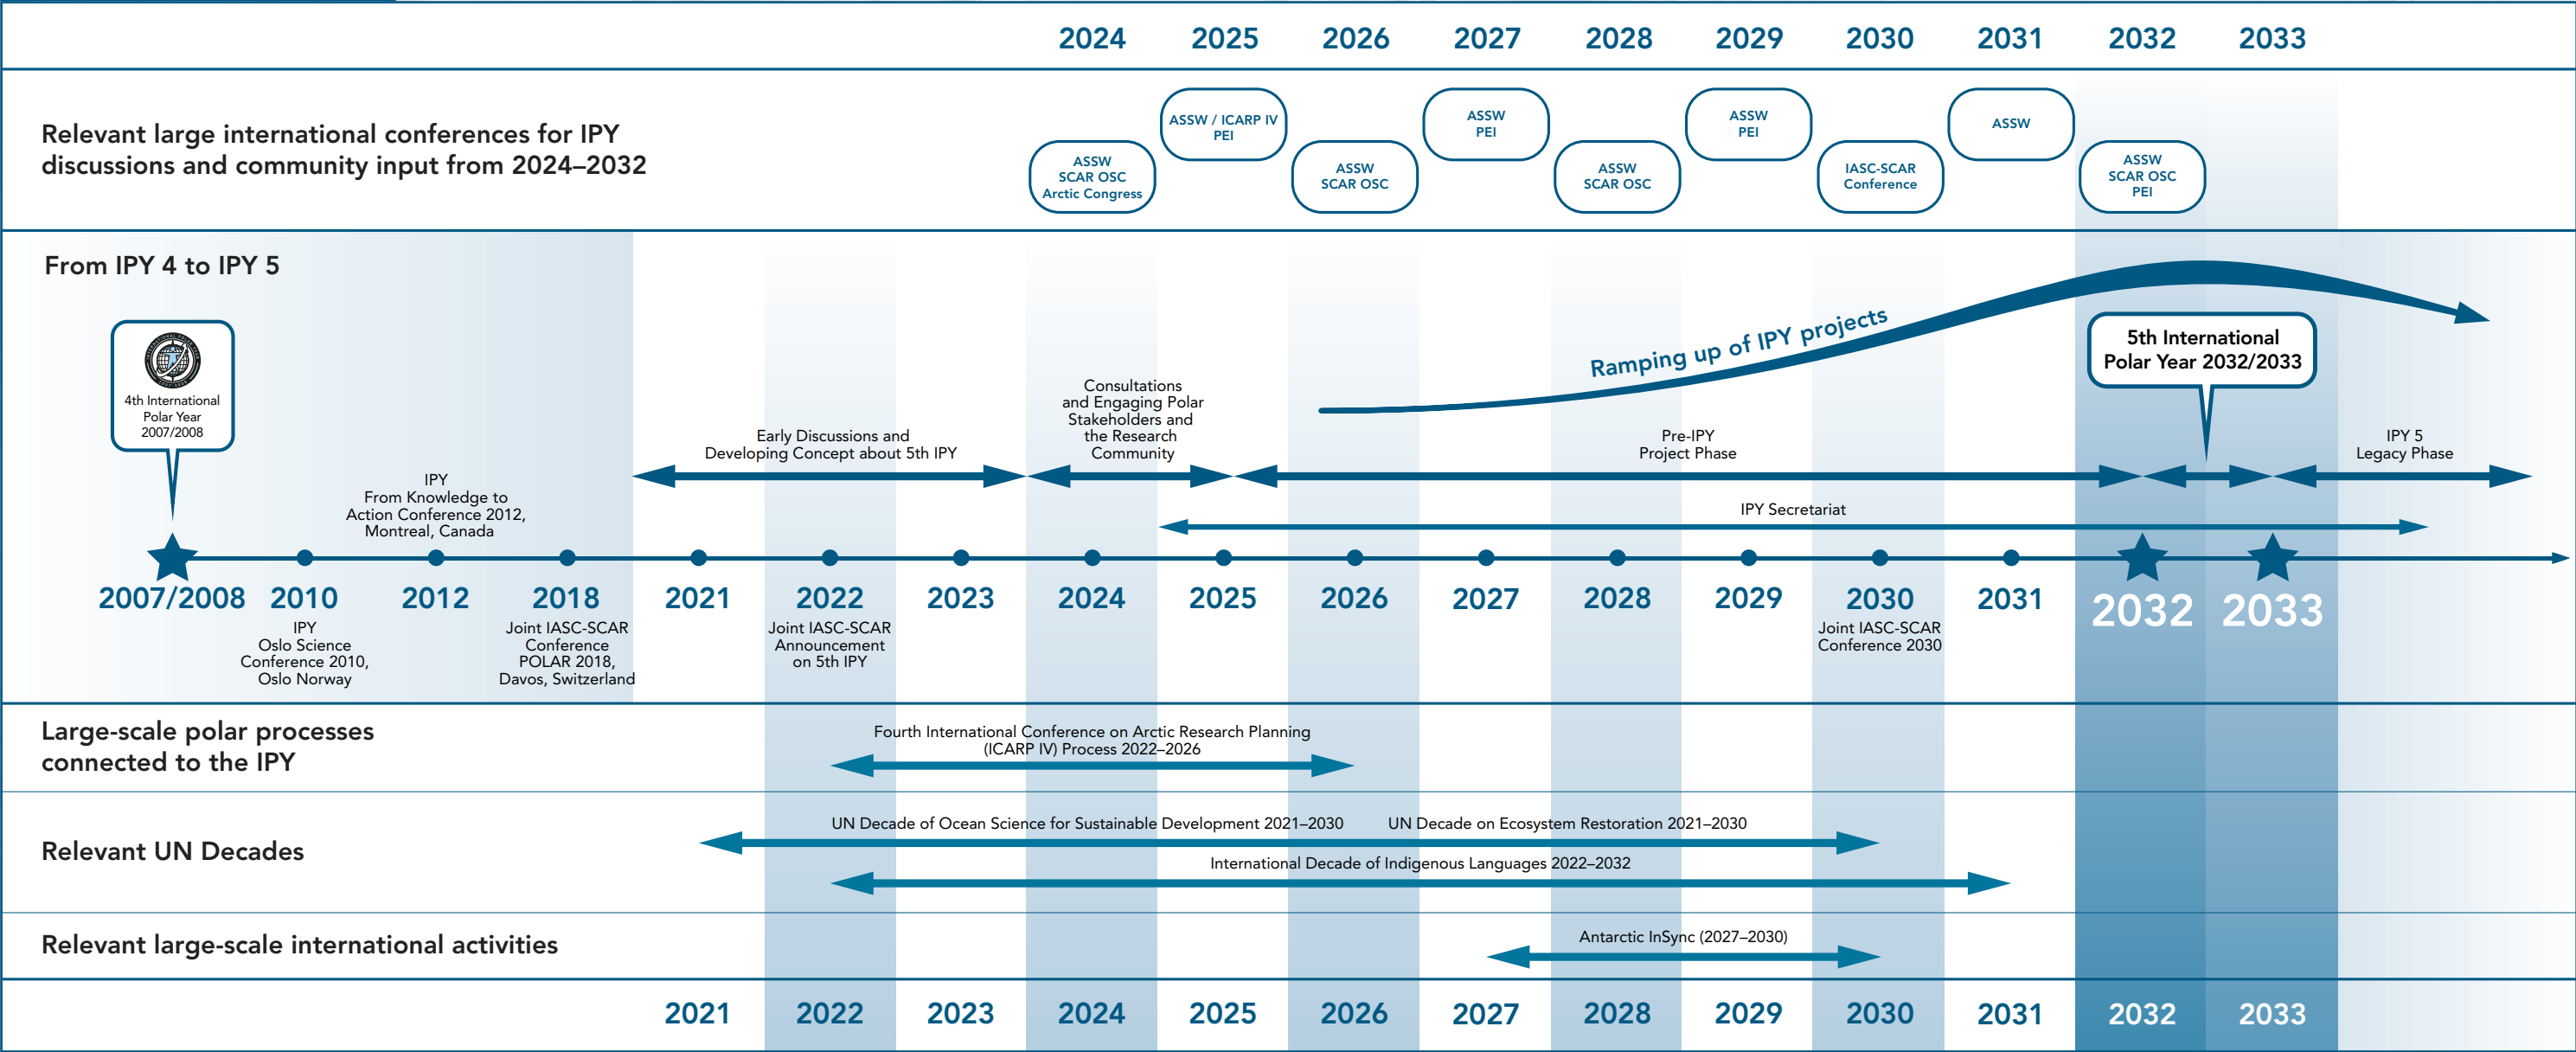 2024 2025 2026 2027 2028 2029 2030 2031 2032 2033
Relevant large international conferences for IPY
discussions and community input from 2024–2032
ASSW
SCAR OSC
Arctic Congress
ASSW / ICARP IV
PEI
ASSW
SCAR OSC
ASSW
PEI
ASSW
SCAR OSC
ASSW
PEI
IASC-SCAR
Conference
ASSW
ASSW
SCAR OSC
PEI
From IPY 4 to IPY 5
4th International
Polar Year
2007/2008
IPY
From Knowledge to
Action Conference 2012,
Montreal, Canada
Early Discussions and
Developing Concept about 5th IPY
Consultations
and Engaging Polar
Stakeholders and
the Research
Community
Ramping up of IPY projects
Pre-IPY
Project Phase
5th International
Polar Year 2032/2033
IPY 5
Legacy Phase
IPY Secretariat
2007/2008 2010 2012 2018 2021 2022 2023 2024 2025 2026 2027 2028 2029 2030 2031 2032 2033
IPY
Oslo Science
Conference 2010,
Oslo Norway
Joint IASC-SCAR
Conference
POLAR 2018,
Davos, Switzerland
Joint IASC-SCAR
Announcement
on 5th IPY
Joint IASC-SCAR
Conference 2030
Large-scale polar processes
connected to the IPY
Fourth International Conference on Arctic Research Planning
(ICARP IV) Process 2022–2026
Relevant UN Decades
UN Decade of Ocean Science for Sustainable Development 2021–2030 UN Decade on Ecosystem Restoration 2021–2030
International Decade of Indigenous Languages 2022–2032
Relevant large-scale international activities
Antarctic InSync (2027–2030)
2021 2022 2023 2024 2025 2026 2027 2028 2029 2030 2031 2032 2033